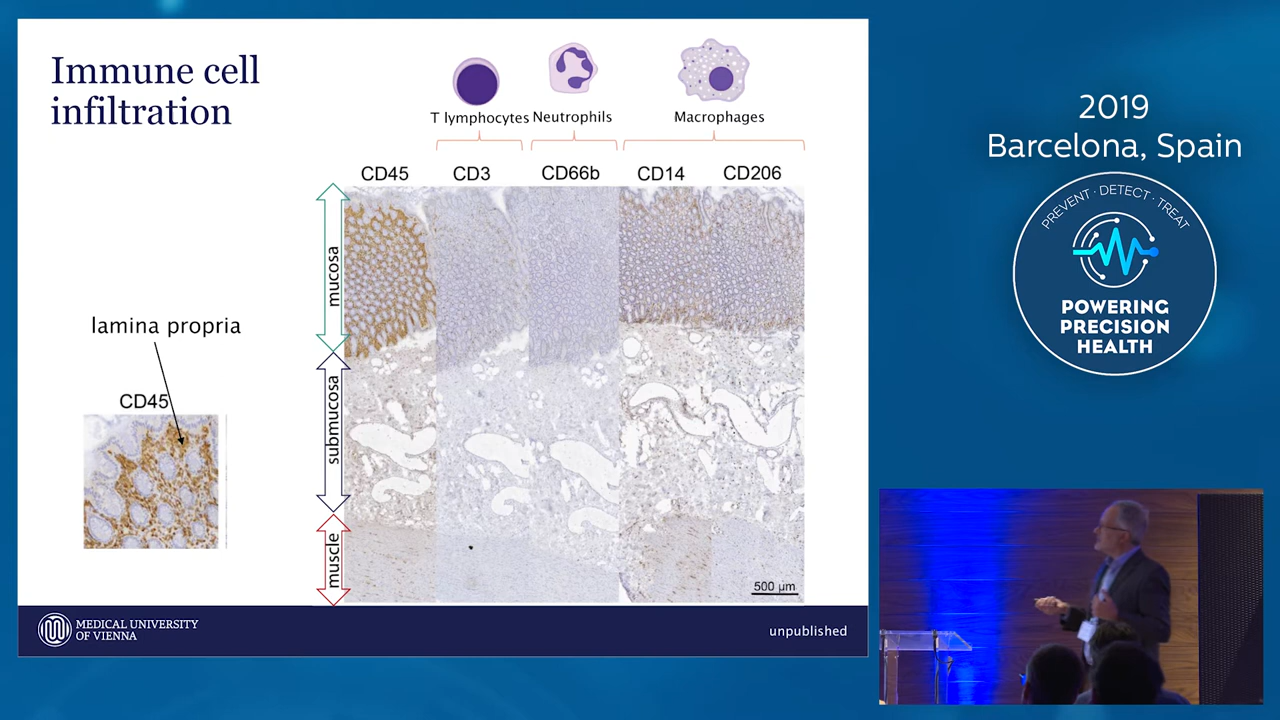 Immune cell
infiltration
T lymphocytes
Neutrophils
Macrophages
CD45
CD3
CD66b
CD14
CD206
mucosa
submucosa
muscle
lamina propria
CD45
500 µm
MEDICAL UNIVERSITY
OF VIENNA
unpublished
2019
Barcelona, Spain
PREVENT · DETECT · TREAT
POWERING
PRECISION
HEALTH